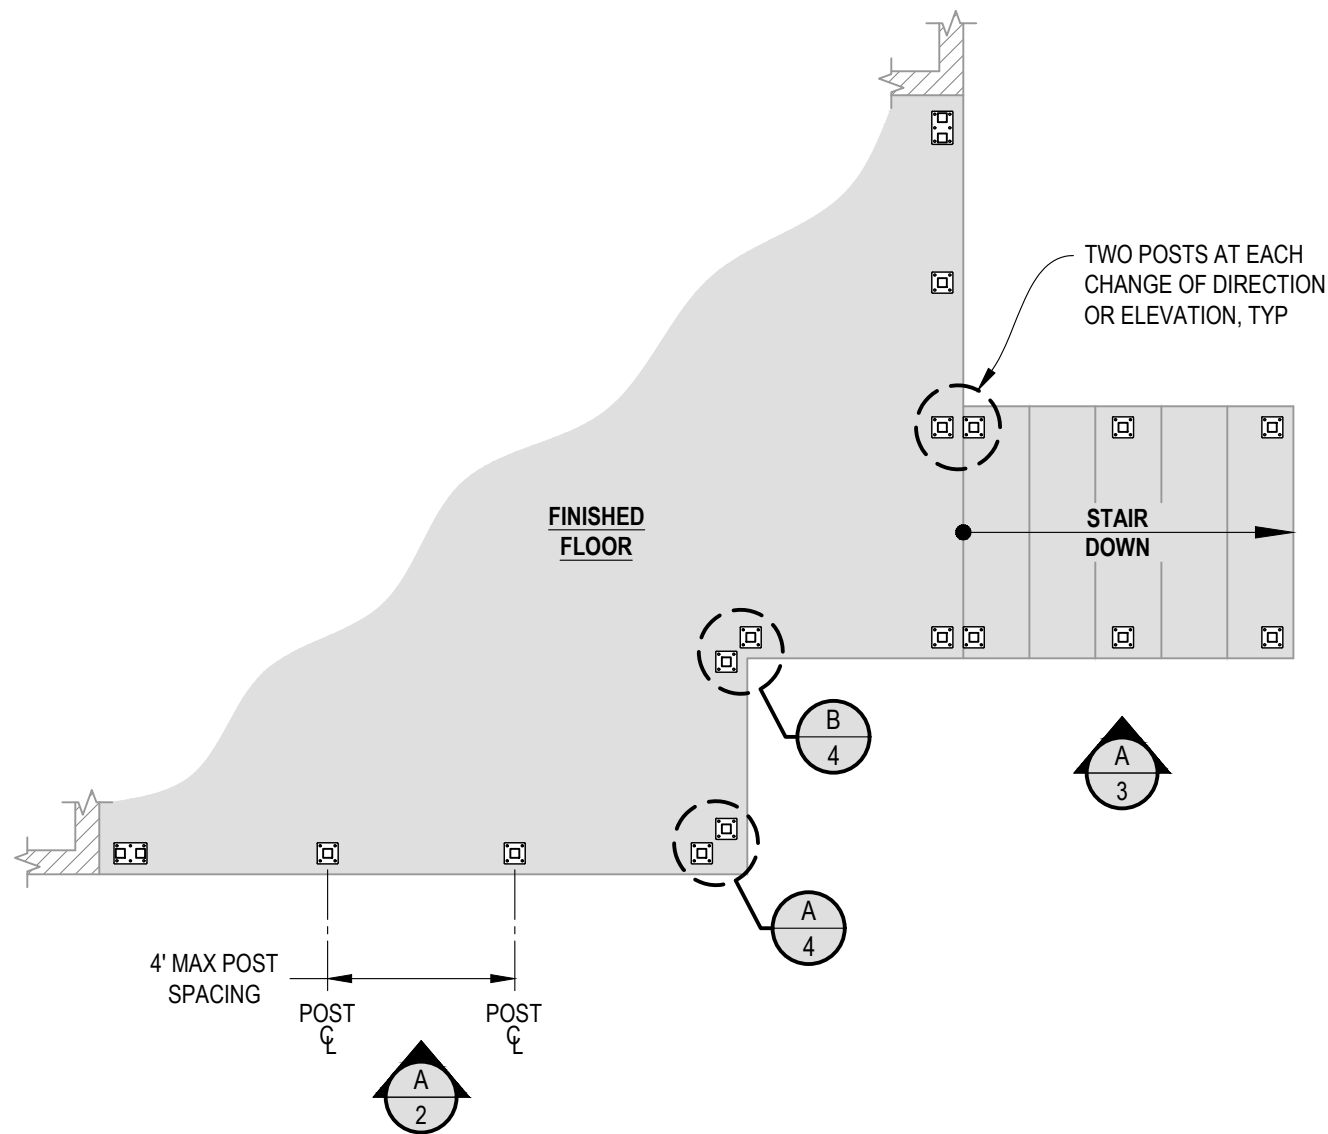 TWO POSTS AT EACH
CHANGE OF DIRECTION
OR ELEVATION, TYP
FINISHED
FLOOR
STAIR
DOWN
B
4
A
3
A
4
4' MAX POST
SPACING
POST
℄
POST
℄
A
2